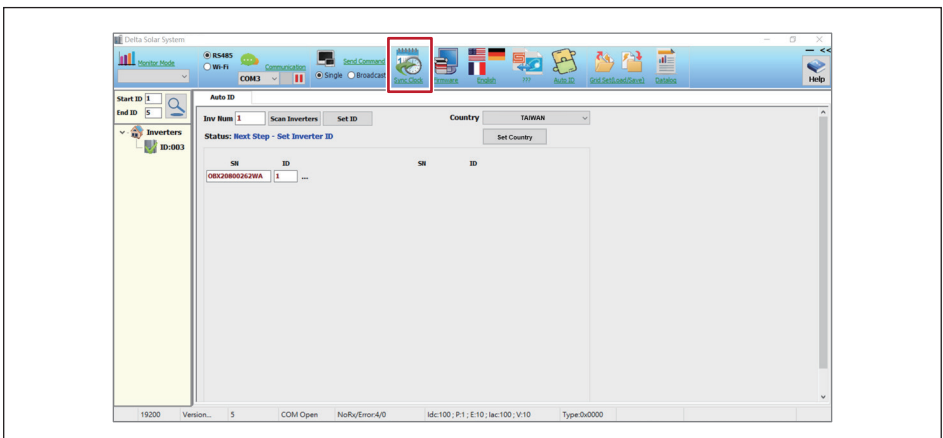 Delta Solar System
Monitor Mode
RS485
Wi-Fi
COM3
Communication
Send Command
Single Broadcast
Sync Clock
Firmware
English
???
Auto ID
Grid Set(Load/Save)
Datalog
<<
Help
Start ID 1
End ID 5
Inverters
ID:003
Auto ID
Inv Num 1 Scan Inverters Set ID Country TAIWAN
Status: Next Step - Set Inverter ID Set Country
SN ID SN ID
OBX20800262WA 1 ...
19200 Version... 5 COM Open NoRx/Error:4/0 Idc:100 ; P:1 ; E:10 ; Iac:100 ; V:10 Type:0x0000